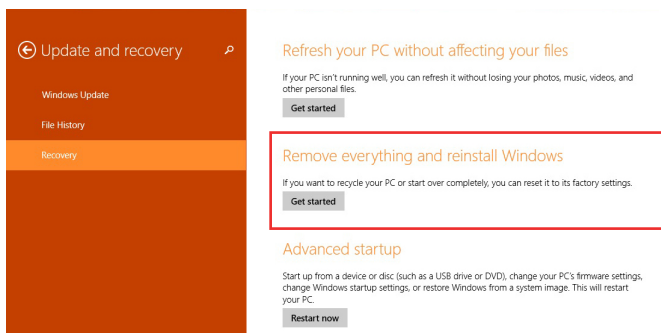 Update and recovery
Windows Update
File History
Recovery
Refresh your PC without affecting your files
If your PC isn't running well, you can refresh it without losing your photos, music, videos, and
other personal files.
Get started
Remove everything and reinstall Windows
If you want to recycle your PC or start over completely, you can reset it to its factory settings.
Get started
Advanced startup
Start up from a device or disc (such as a USB drive or DVD), change your PC's firmware settings,
change Windows startup settings, or restore Windows from a system image. This will restart
your PC.
Restart now